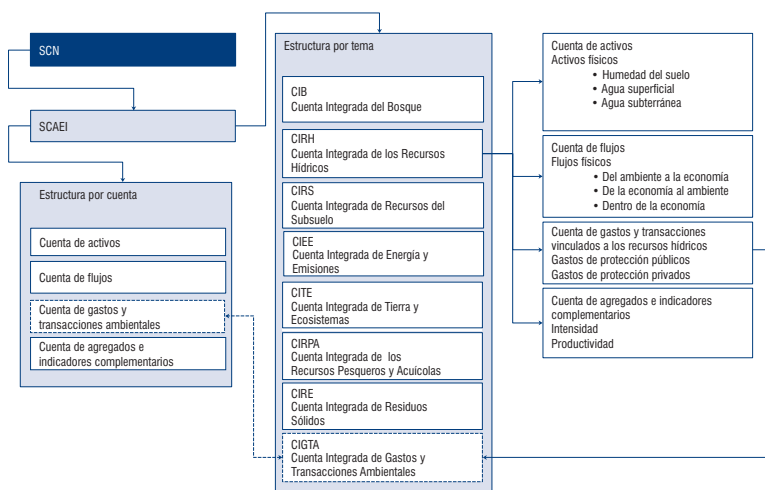 SCN
SCAEI
Estructura por cuenta
Cuenta de activos
Cuenta de flujos
Cuenta de gastos y
transacciones ambientales
Cuenta de agregados e
indicadores complementarios
Estructura por tema
CIB
Cuenta Integrada del Bosque
CIRH
Cuenta Integrada de los Recursos
Hídricos
CIRS
Cuenta Integrada de Recursos del
Subsuelo
CIEE
Cuenta Integrada de Energía y
Emisiones
CITE
Cuenta Integrada de Tierra y
Ecosistemas
CIRPA
Cuenta Integrada de los
Recursos Pesqueros y Acuícolas
CIRE
Cuenta Integrada de Residuos
Sólidos
CIGTA
Cuenta Integrada de Gastos y
Transacciones Ambientales
Cuenta de activos
Activos físicos
• Humedad del suelo
• Agua superficial
• Agua subterránea
Cuenta de flujos
Flujos físicos
• Del ambiente a la economía
• De la economía al ambiente
• Dentro de la economía
Cuenta de gastos y transacciones
vinculados a los recursos hídricos
Gastos de protección públicos
Gastos de protección privados
Cuenta de agregados e indicadores
complementarios
Intensidad
Productividad